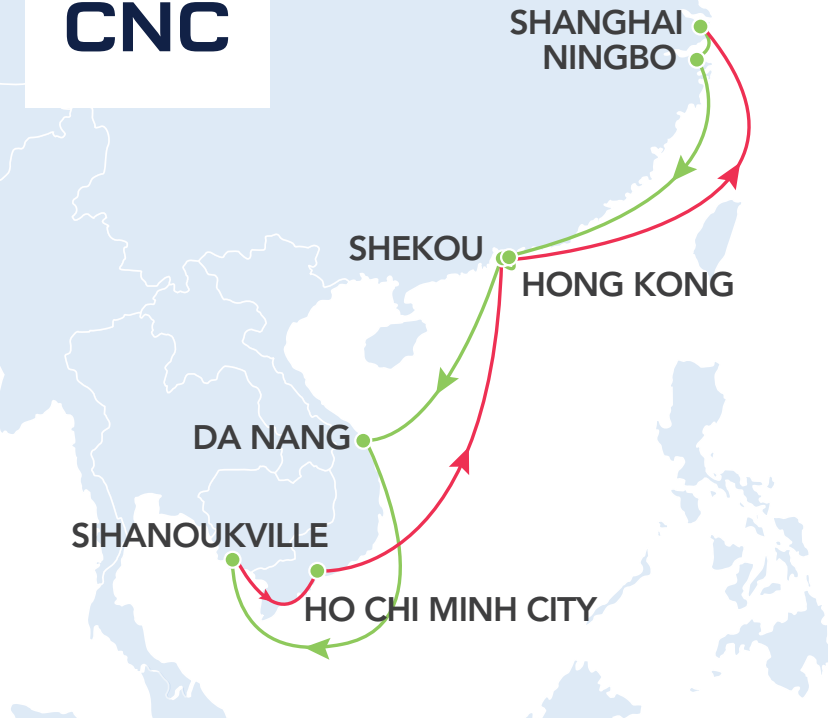 CNC
SHANGHAI
NINGBO
SHEKOU
HONG KONG
DA NANG
SIHANOUKVILLE
HO CHI MINH CITY